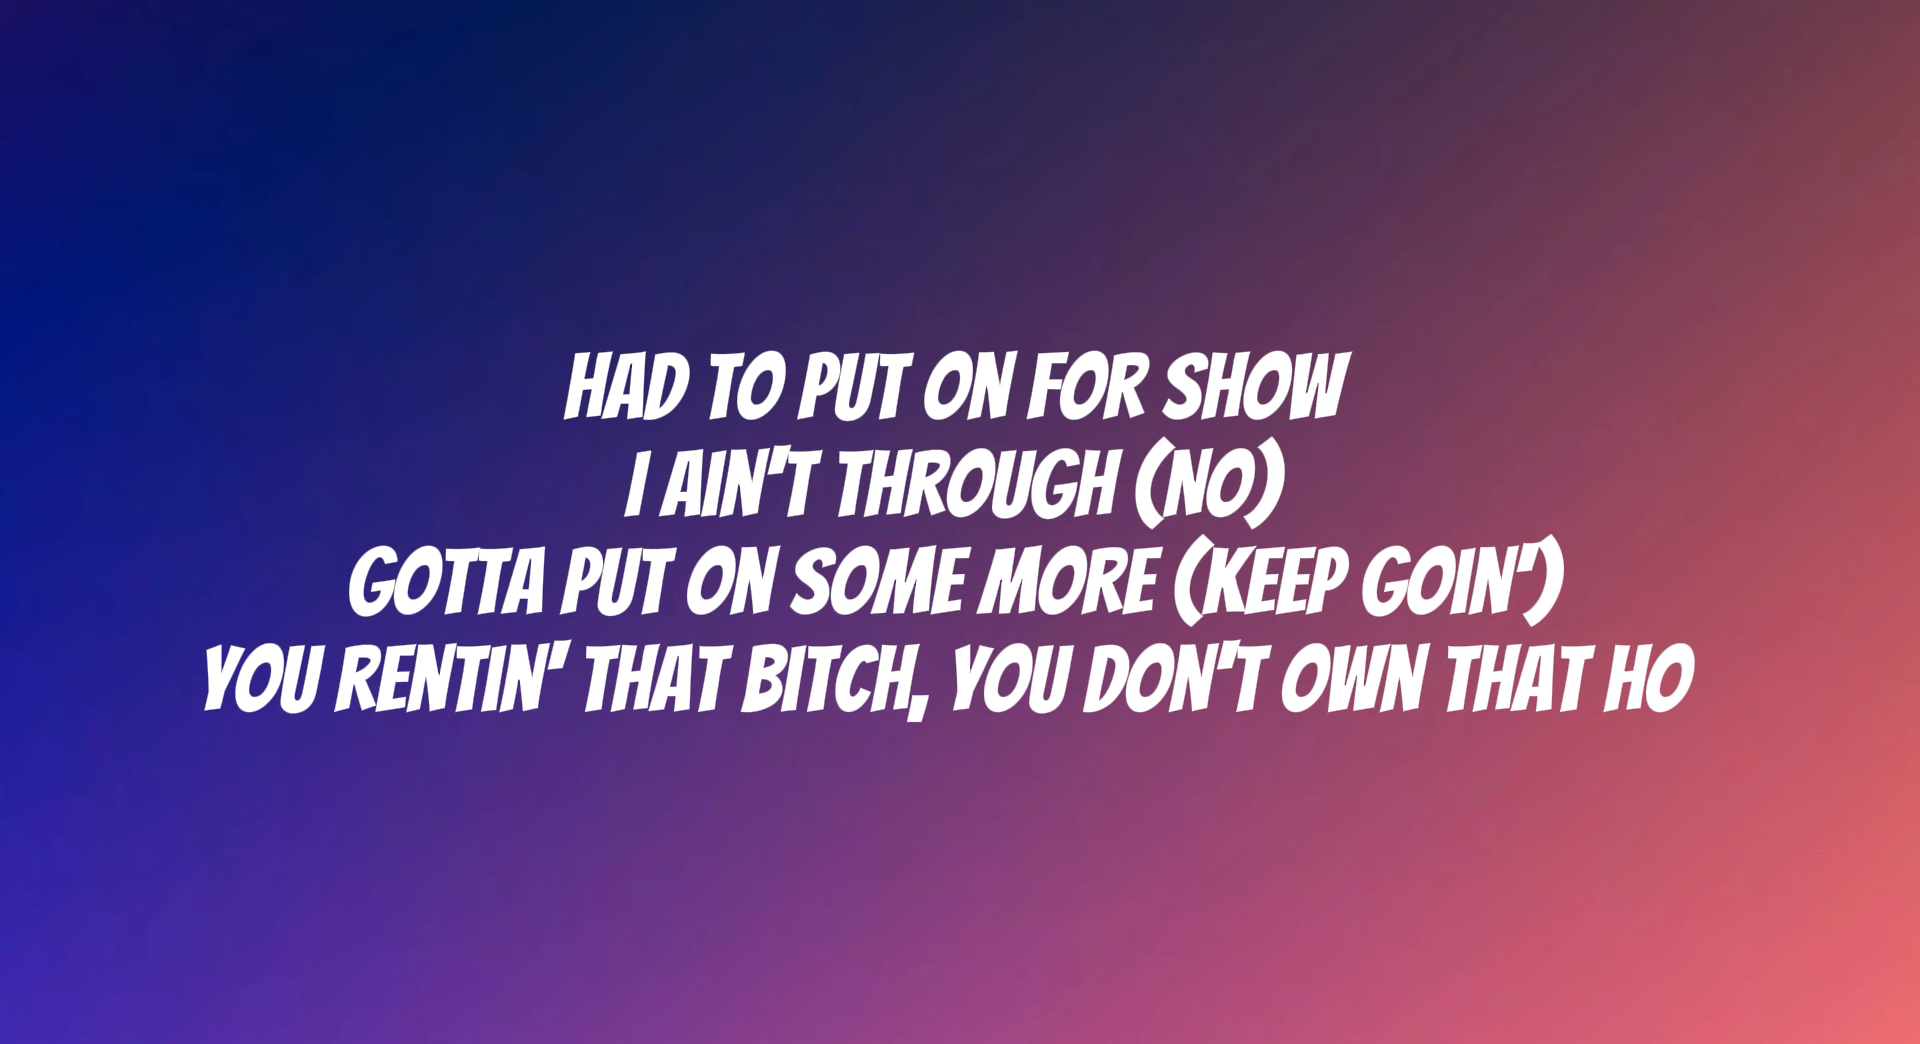 HAD TO PUT ON FOR SHOW
I AIN'T THROUGH (NO)
GOTTA PUT ON SOME MORE (KEEP GOIN')
YOU RENTIN' THAT BITCH, YOU DON'T OWN THAT HO